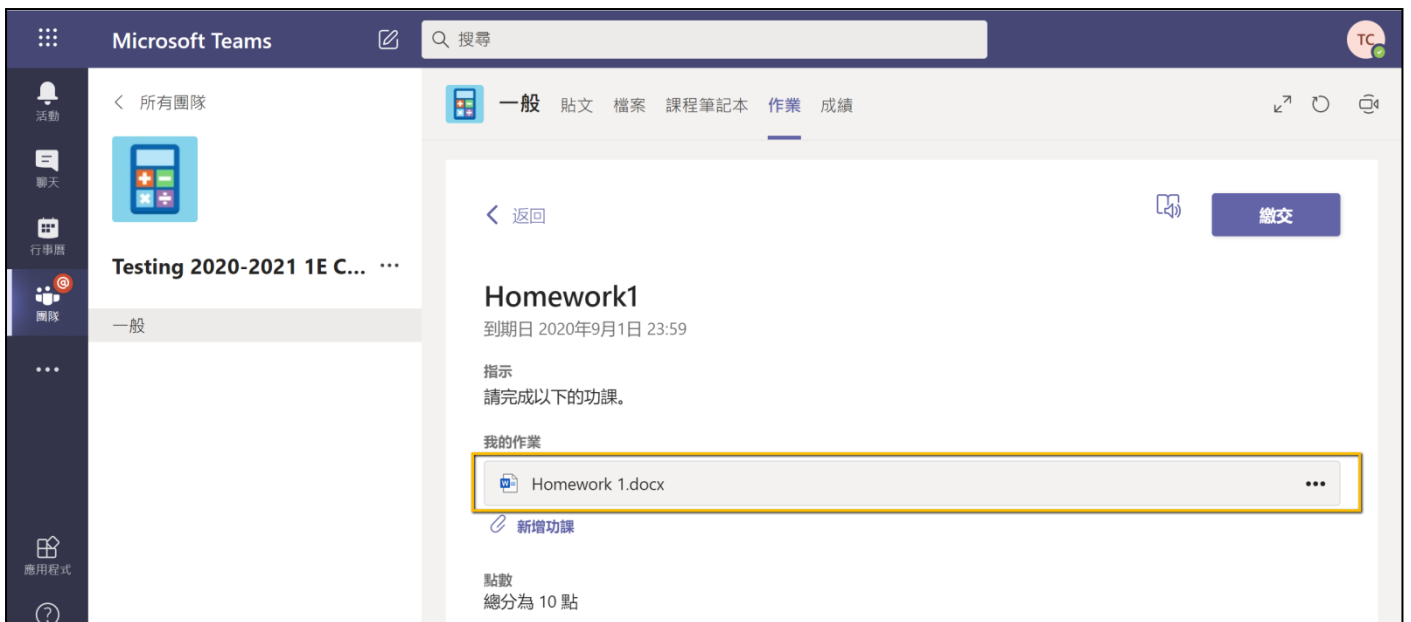 Microsoft Teams
搜尋
TC
活動
聊天
行事曆
@
團隊
應用程式
所有團隊
Testing 2020-2021 1E C... ...
一般
一般 貼文 檔案 課程筆記本 作業 成績
返回
繳交
Homework1
到期日 2020年9月1日 23:59
指示
請完成以下的功課。
我的作業
Homework 1.docx
新增功課
點數
總分為 10 點